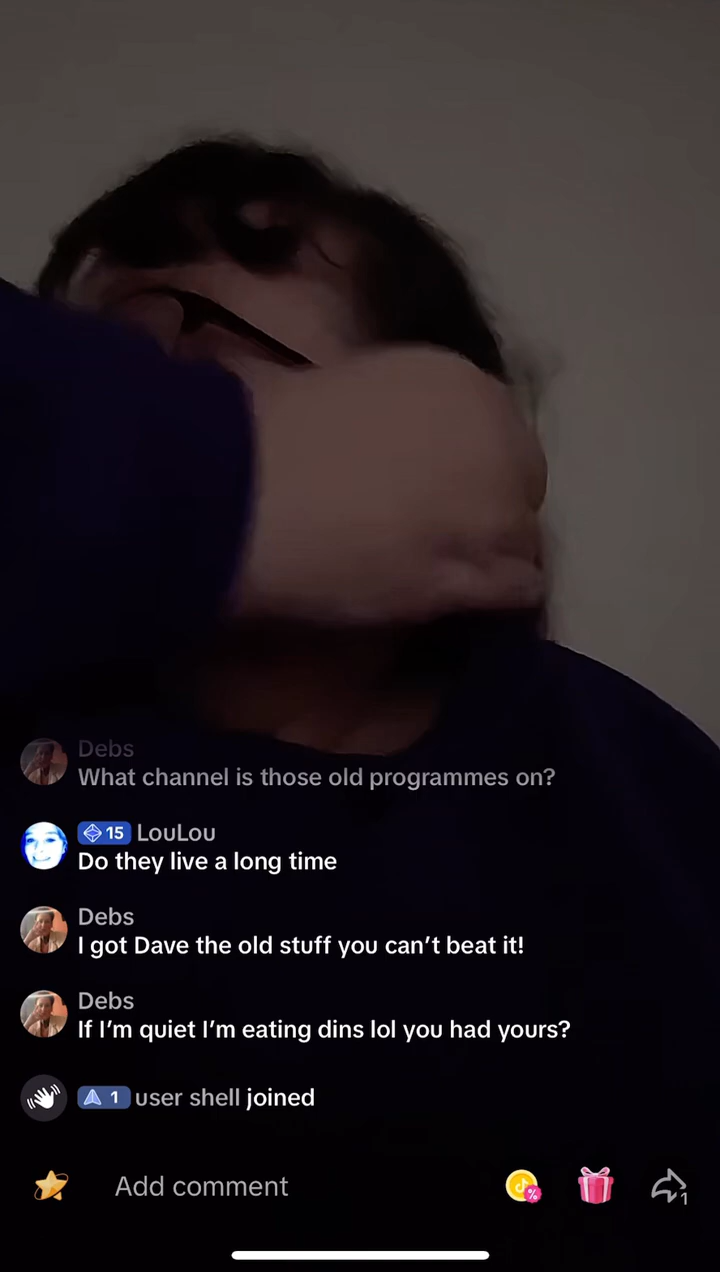 Debs
What channel is those old programmes on?
15 LouLou
Do they live a long time
Debs
I got Dave the old stuff you can't beat it!
Debs
If I'm quiet I'm eating dins lol you had yours?
1 user shell joined
Add comment
%
1